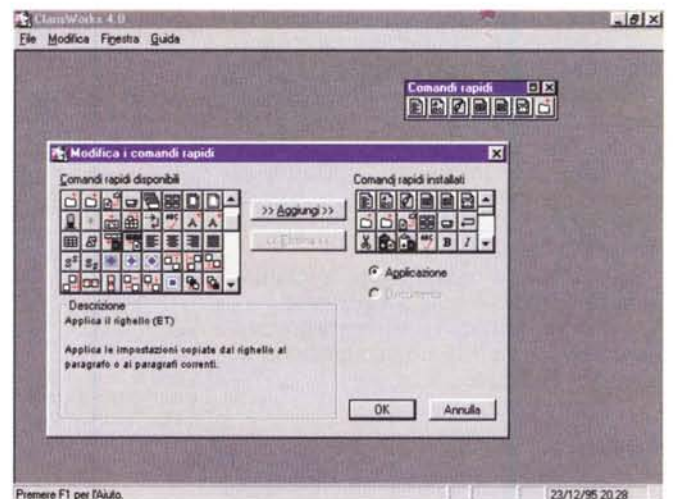 ClarisWorks 4.0
File Modifica Finestra Guida
Comandi rapidi
Modifica i comandi rapidi
Comandi rapidi disponibili
Comandi rapidi installati
>> Aggiungi >>
<< Elimina <<
Applicazione
Documento
Descrizione
Applica il righello (ET)
Applica le impostazioni copiate dal righello al
paragrafo o ai paragrafi correnti.
OK
Annulla
Premere F1 per l'Aiuto.
23/12/95 20.28